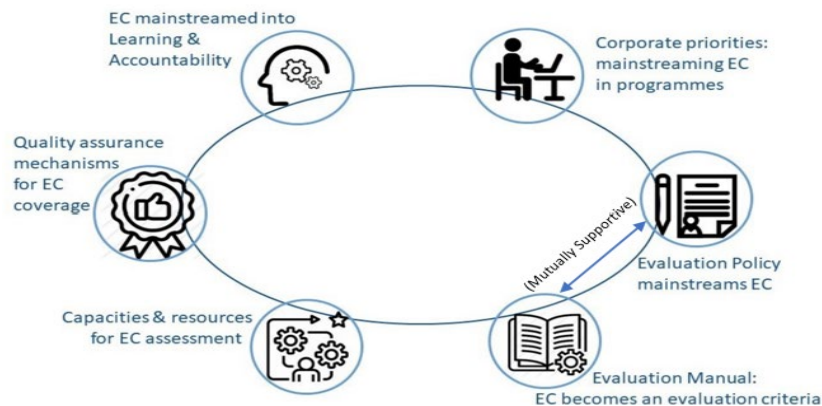 EC mainstreamed into
Learning &
Accountability
Corporate priorities:
mainstreaming EC
in programmes
Quality assurance
mechanisms
for EC
coverage
(Mutually Supportive)
Evaluation Policy
mainstreams EC
Capacities & resources
for EC assessment
Evaluation Manual:
EC becomes an evaluation criteria